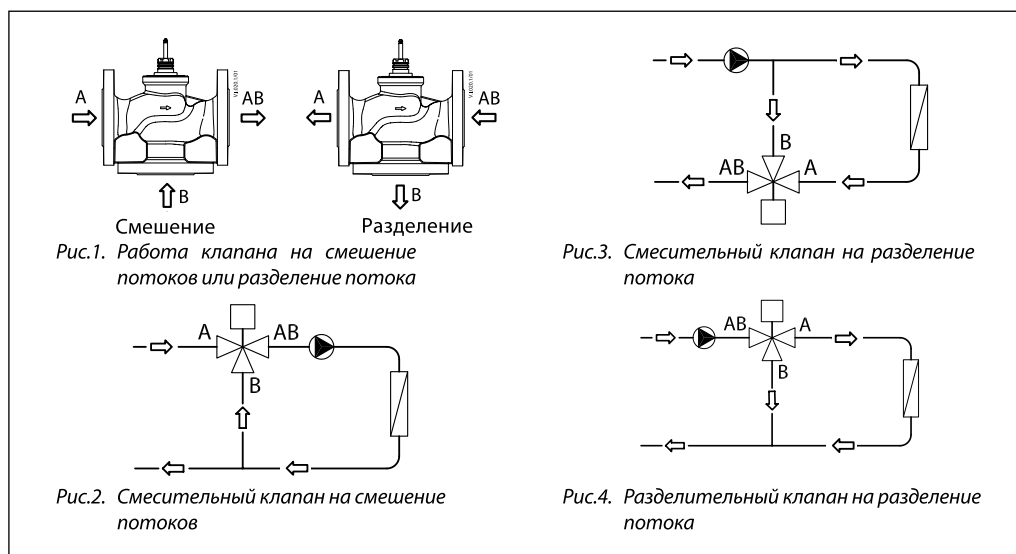 A
AB
B
Смешение
A
AB
B
Разделение
Рис.1. Работа клапана на смешение
потоков или разделение потока
A
AB
B
Рис.2. Смесительный клапан на смешение
потоков
B
AB
A
Рис.3. Смесительный клапан на разделение
потока
AB
A
B
Рис.4. Разделительный клапан на разделение
потока